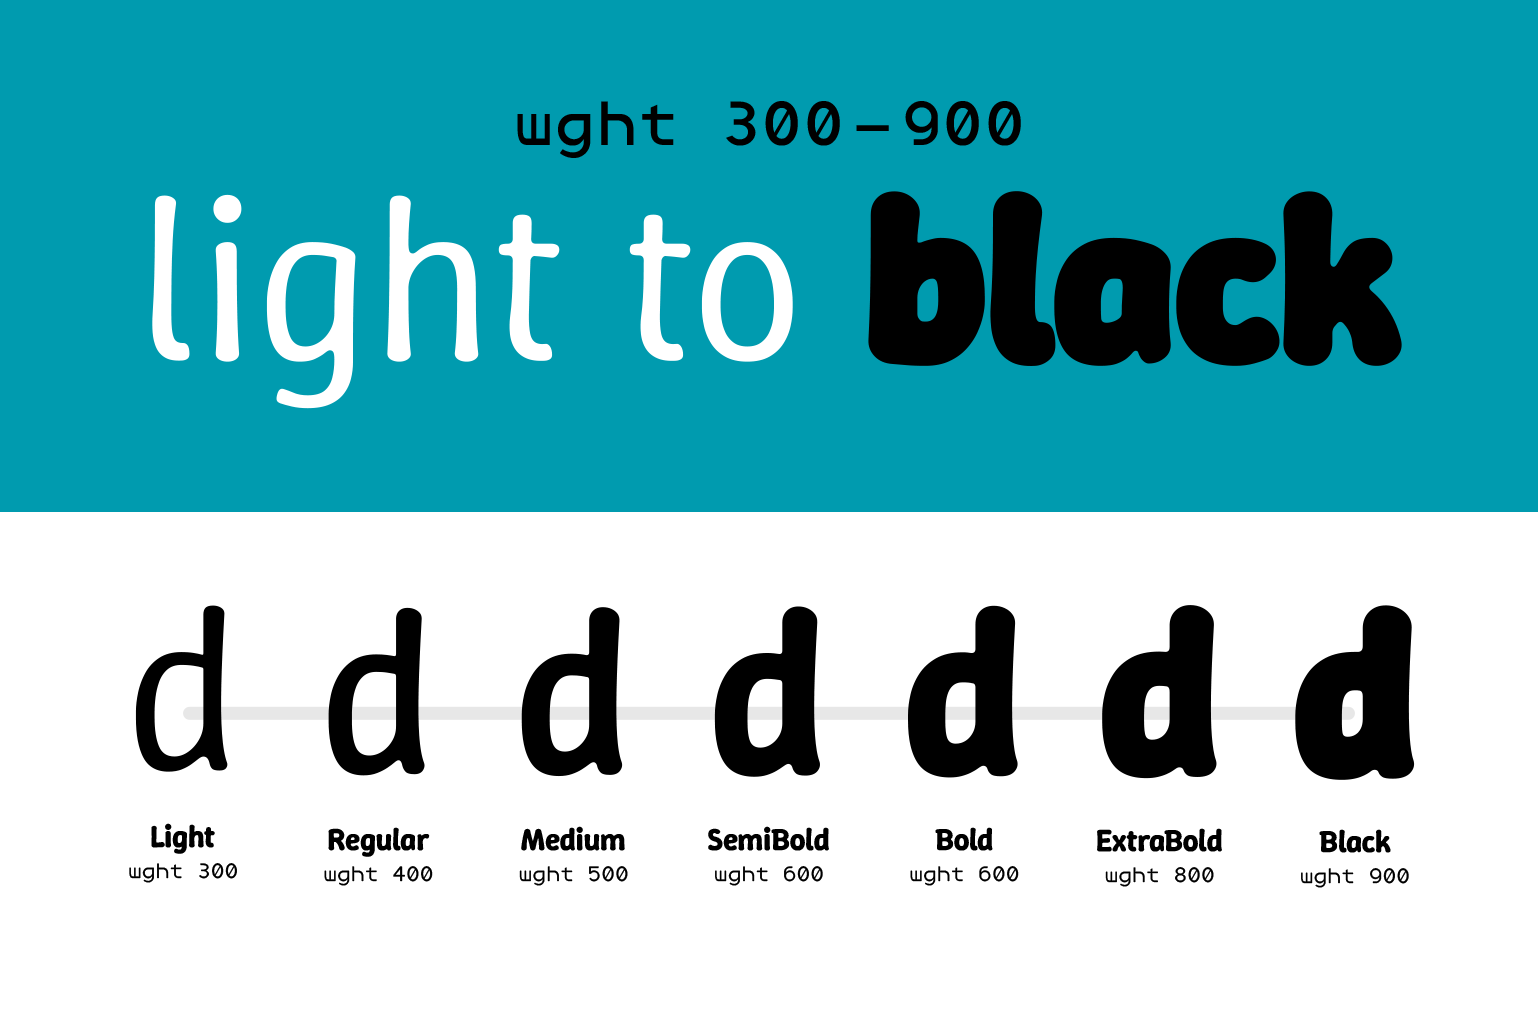 wght 300–900
light to black
d d d d d d d
Light Regular Medium SemiBold Bold ExtraBold Black
wght 300 wght 400 wght 500 wght 600 wght 600 wght 800 wght 900